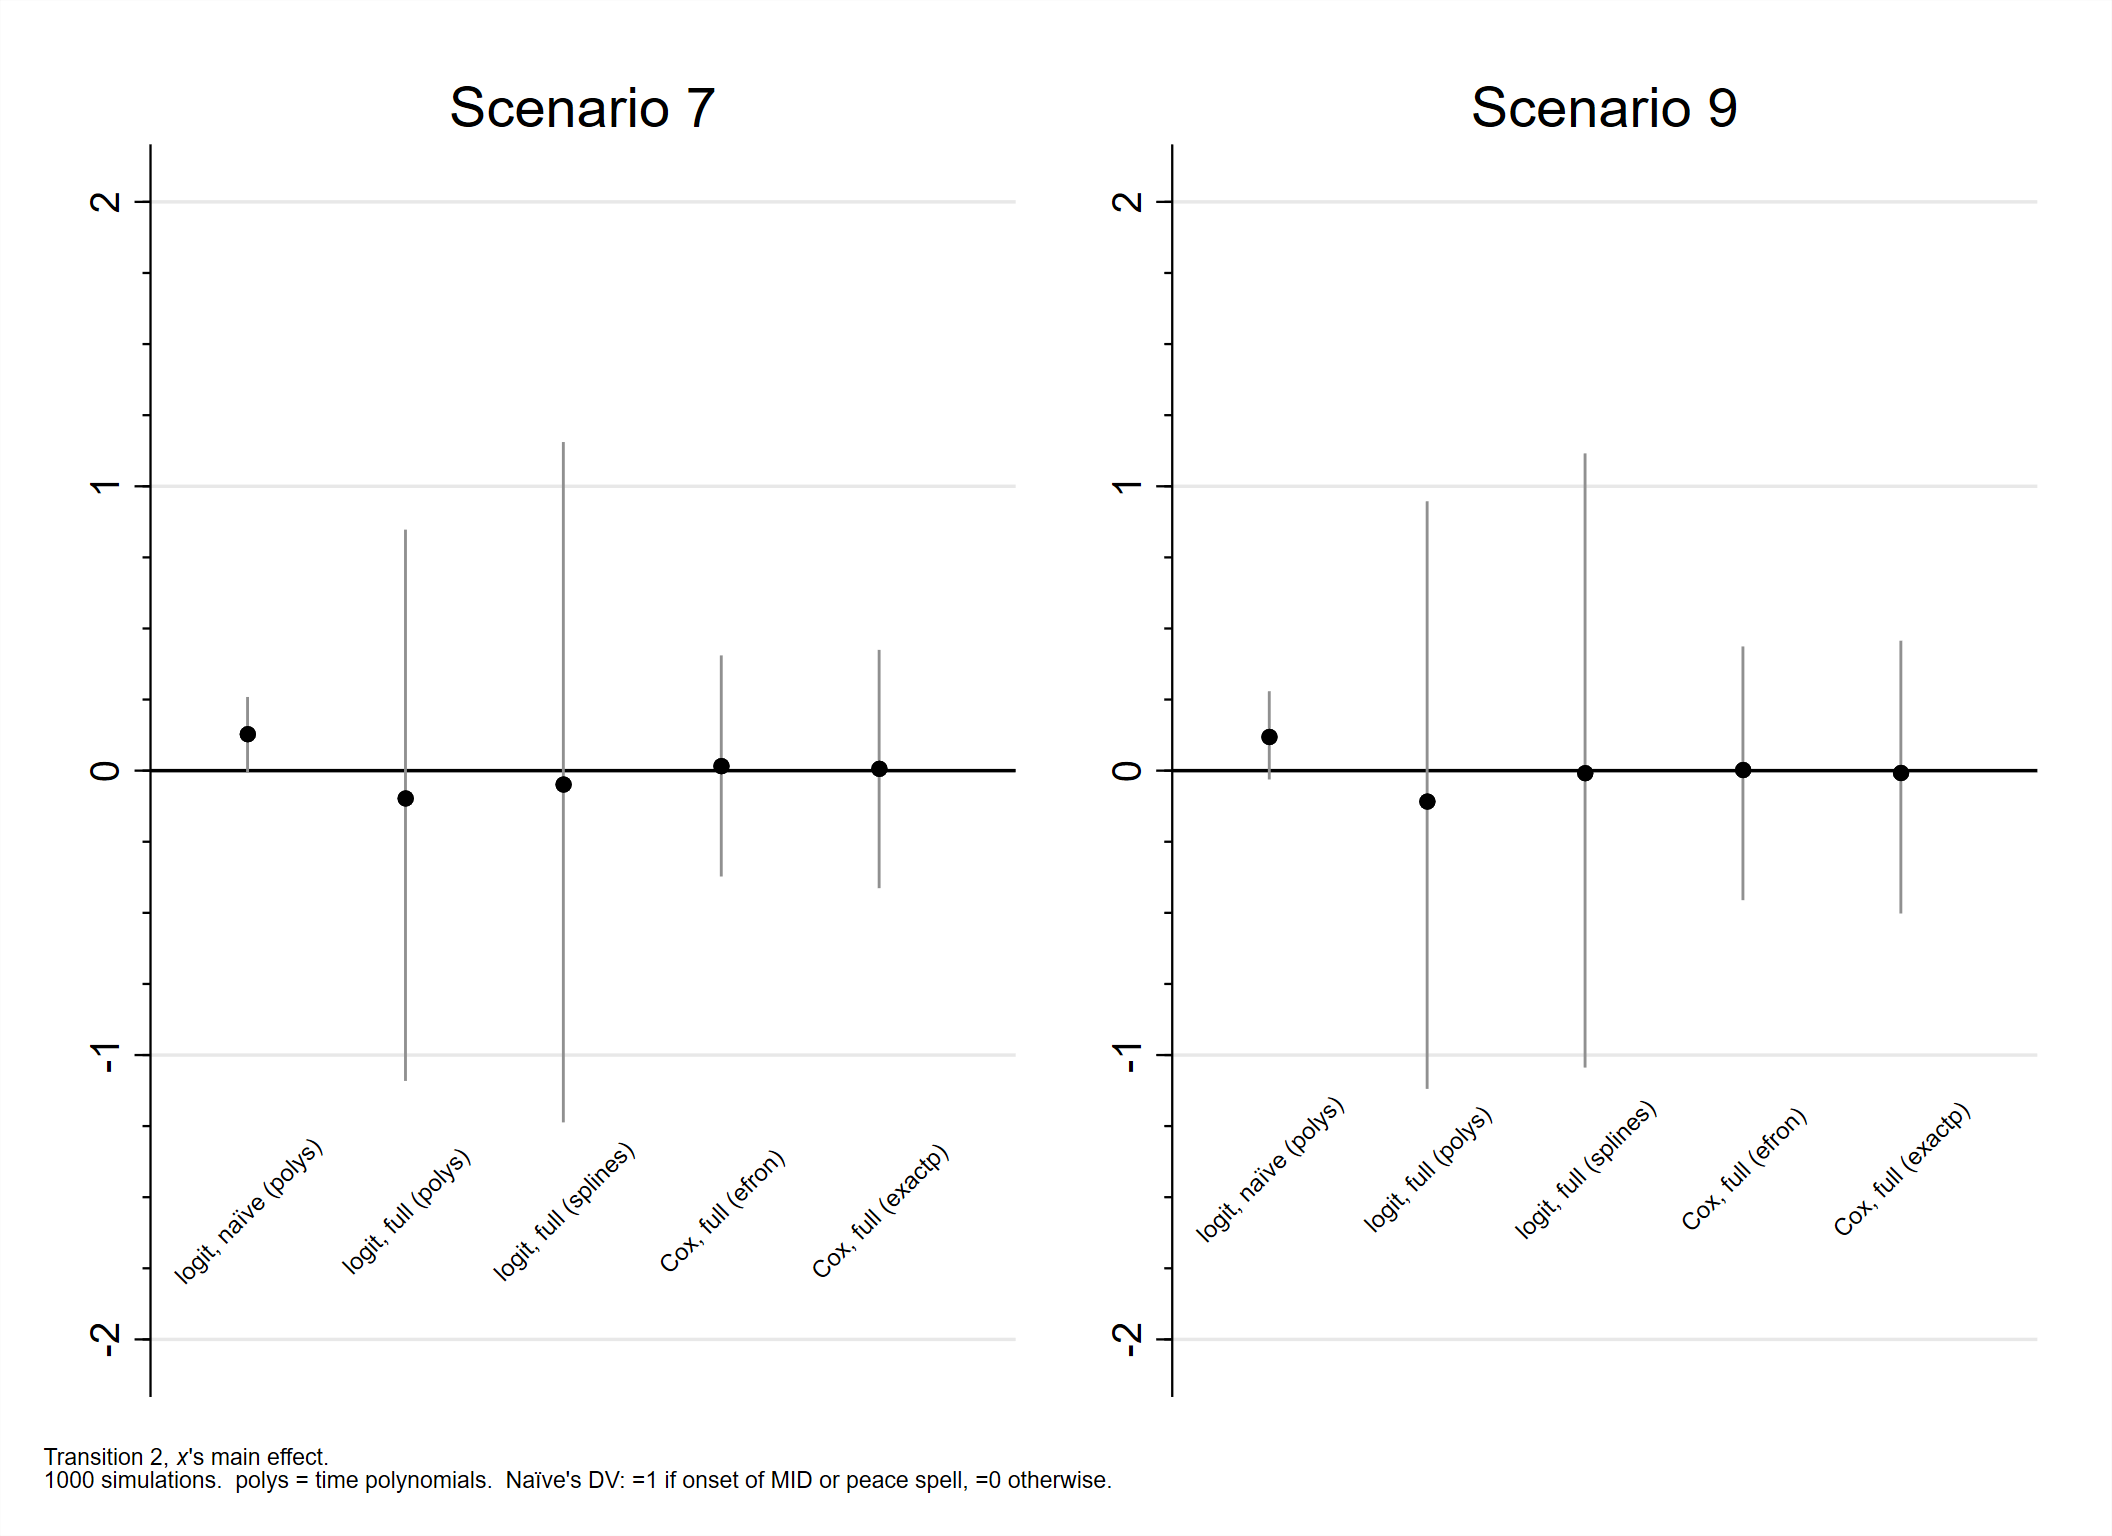 Scenario 7
2
1
0
-1
-2
logit, naïve (polys)
logit, full (polys)
logit, full (splines)
Cox, full (efron)
Cox, full (exactp)
Scenario 9
2
1
0
-1
-2
logit, naïve (polys)
logit, full (polys)
logit, full (splines)
Cox, full (efron)
Cox, full (exactp)
Transition 2, x's main effect.
1000 simulations.  polys = time polynomials.  Naïve's DV: =1 if onset of MID or peace spell, =0 otherwise.